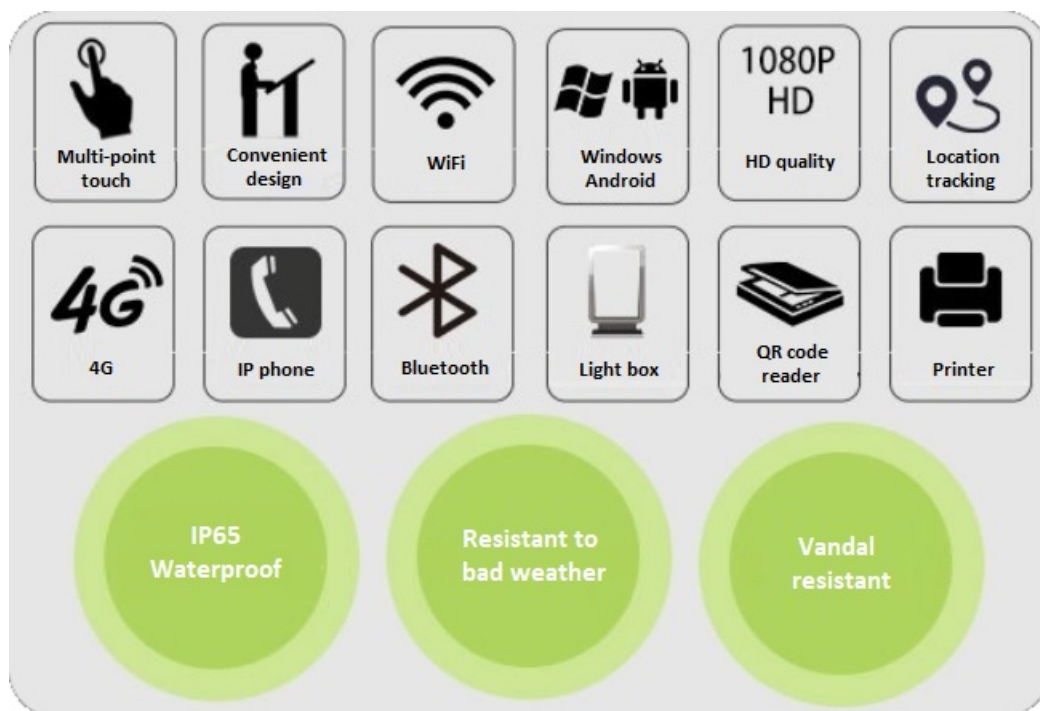 Multi-point
touch
Convenient
design
WiFi
Windows
Android
1080P
HD
HD quality
Location
tracking
4G
4G
IP phone
Bluetooth
Light box
QR code
reader
Printer
IP65
Waterproof
Resistant to
bad weather
Vandal
resistant